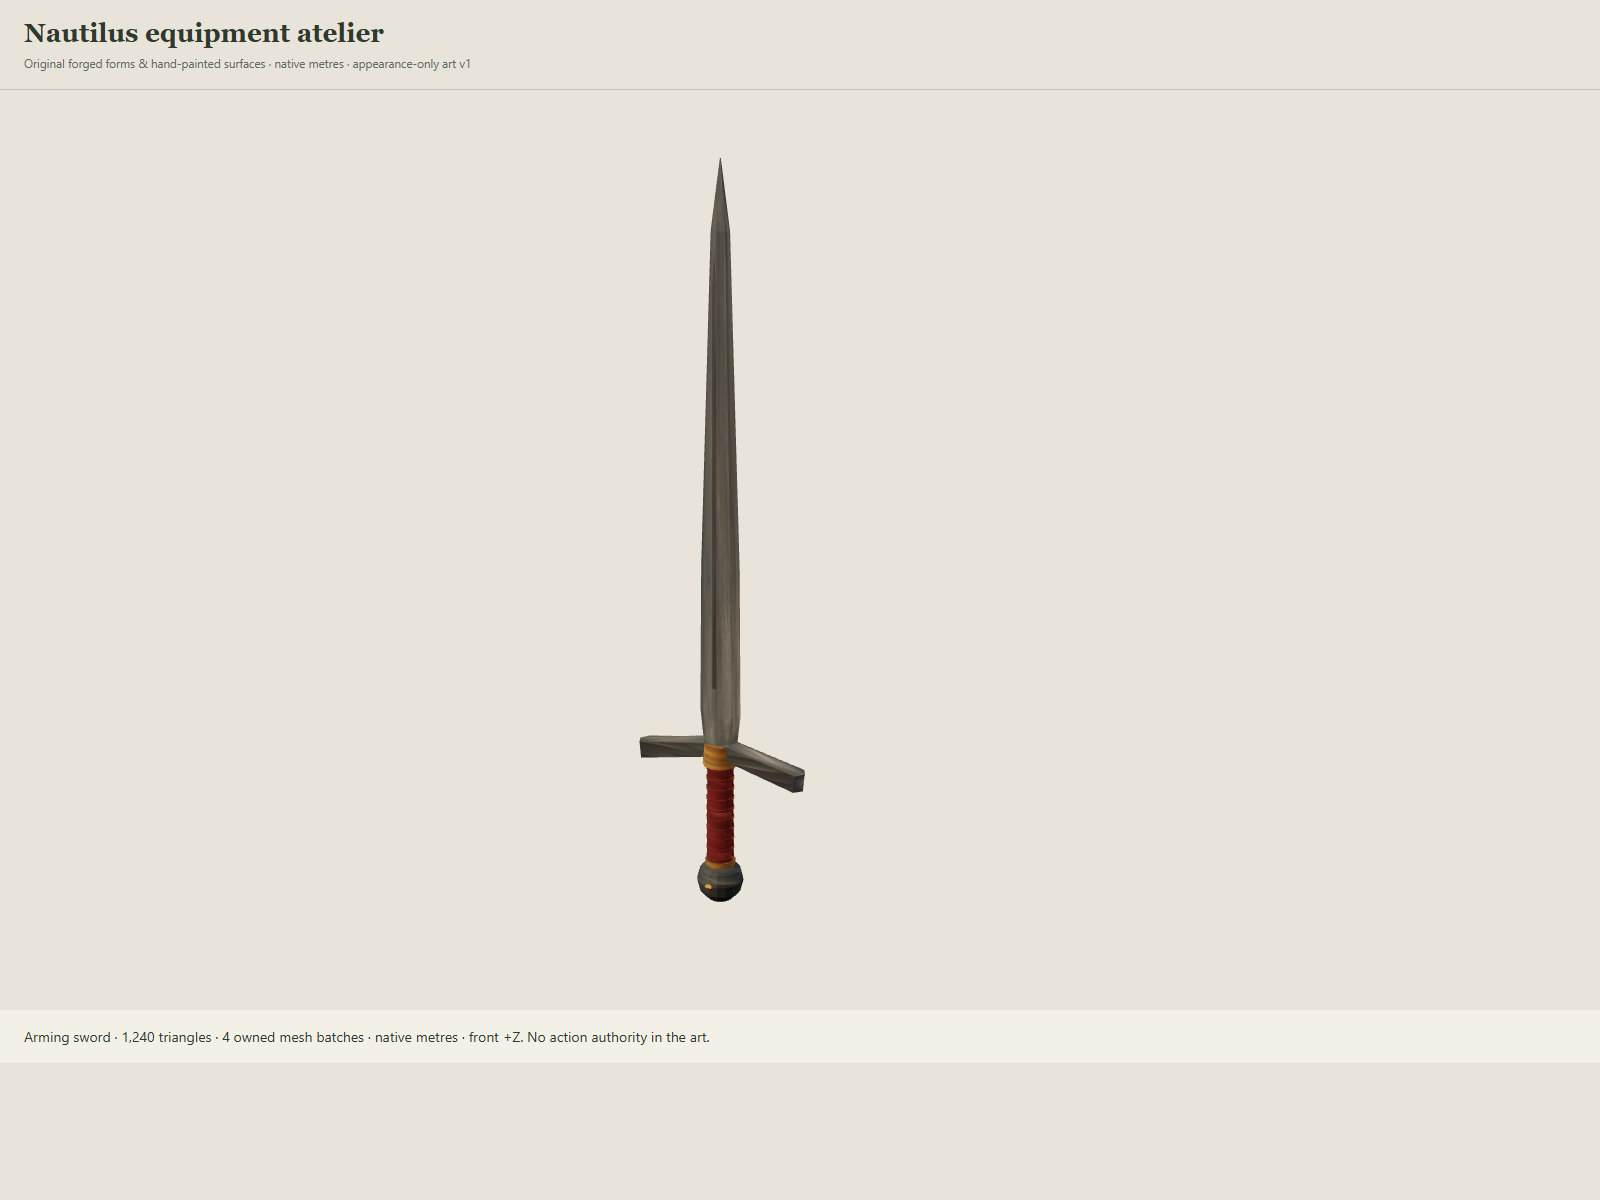 Nautilus equipment atelier
Original forged forms & hand-painted surfaces · native metres · appearance-only art v1
Arming sword · 1,240 triangles · 4 owned mesh batches · native metres · front +Z. No action authority in the art.